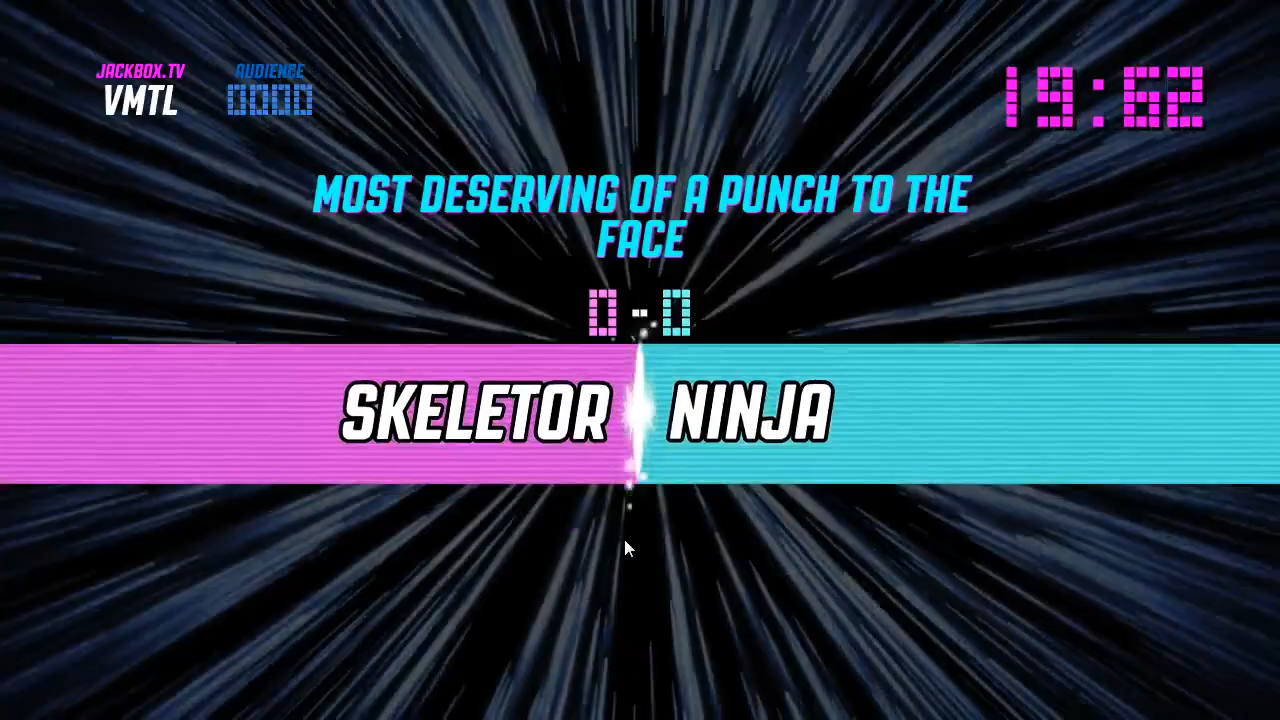 JACKBOX.TV
VMTL
AUDIENCE
0000
19:62
MOST DESERVING OF A PUNCH TO THE
FACE
0-0
SKELETOR
NINJA